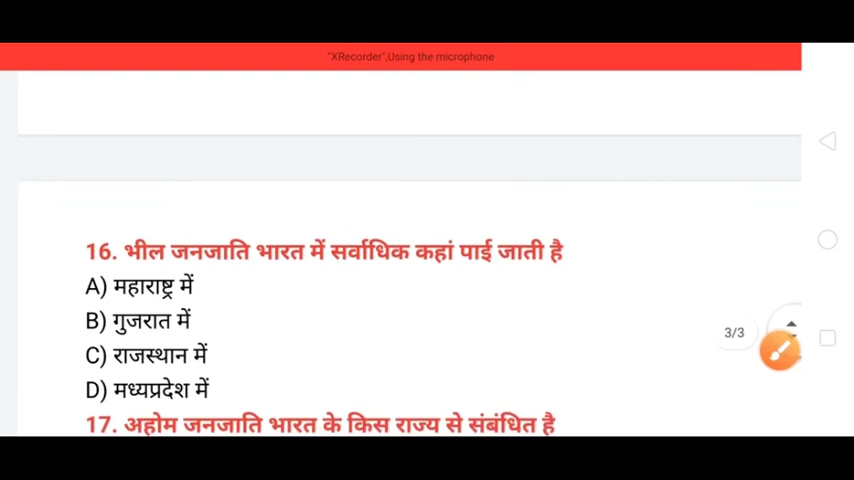 "XRecorder",Using the microphone
16. भील जनजाति भारत में सर्वाधिक कहां पाई जाती है
A) महाराष्ट्र में
B) गुजरात में
C) राजस्थान में
3/3
D) मध्यप्रदेश में
17. अहोम जनजाति भारत के किस राज्य से संबंधित है